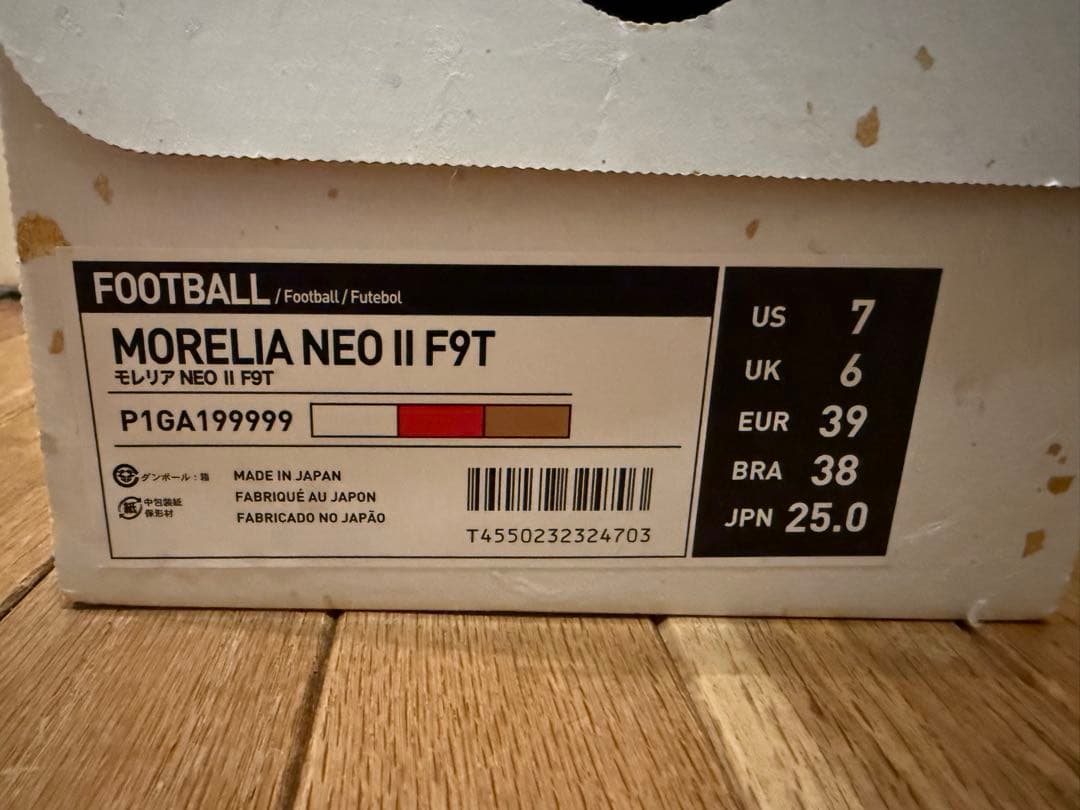 FOOTBALL / Football / Futebol
MORELIA NEO II F9T
モレリア NEO II F9T
P1GA199999
ダンボール : 箱
紙 中包装紙
保形材
MADE IN JAPAN
FABRIQUÉ AU JAPON
FABRICADO NO JAPÃO
T4550232324703
US 7
UK 6
EUR 39
BRA 38
JPN 25.0